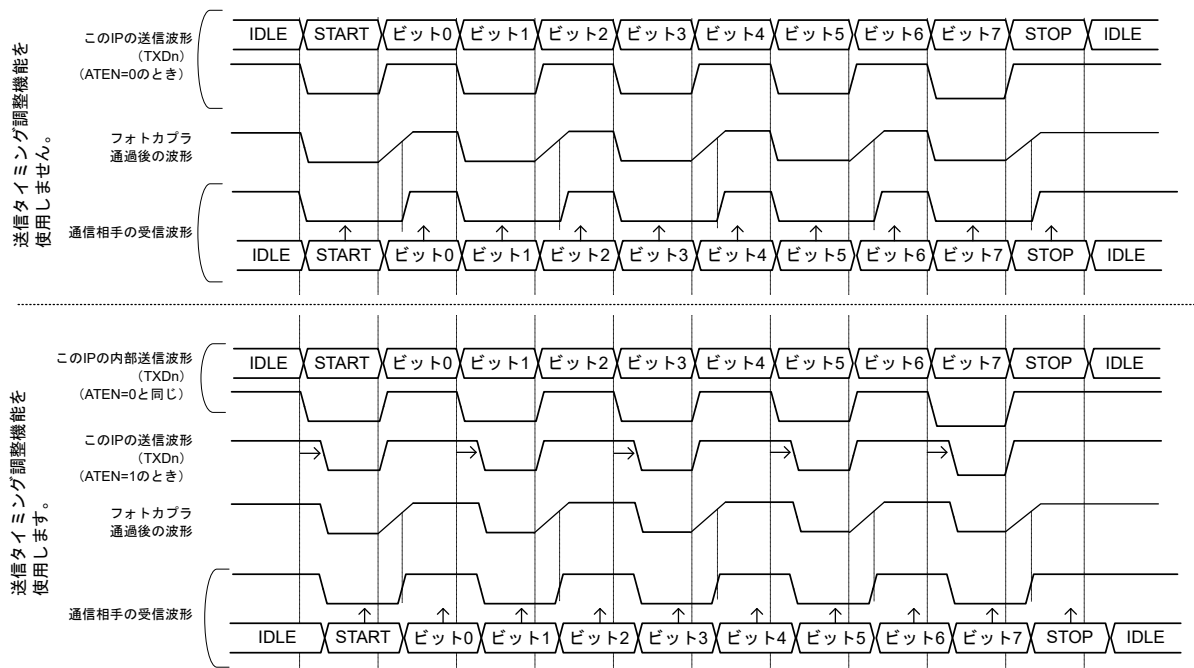 送信タイミング調整機能を
使用しません。
このIPの送信波形
（TXDn）
（ATEN=0のとき）
IDLE START ビット0 ビット1 ビット2 ビット3 ビット4 ビット5 ビット6 ビット7 STOP IDLE
フォトカプラ
通過後の波形
通信相手の受信波形
IDLE START ビット0 ビット1 ビット2 ビット3 ビット4 ビット5 ビット6 ビット7 STOP IDLE
送信タイミング調整機能を
使用します。
このIPの内部送信波形
（TXDn）
（ATEN=0と同じ）
IDLE START ビット0 ビット1 ビット2 ビット3 ビット4 ビット5 ビット6 ビット7 STOP IDLE
このIPの送信波形
（TXDn）
（ATEN=1のとき）
フォトカプラ
通過後の波形
通信相手の受信波形
IDLE START ビット0 ビット1 ビット2 ビット3 ビット4 ビット5 ビット6 ビット7 STOP IDLE